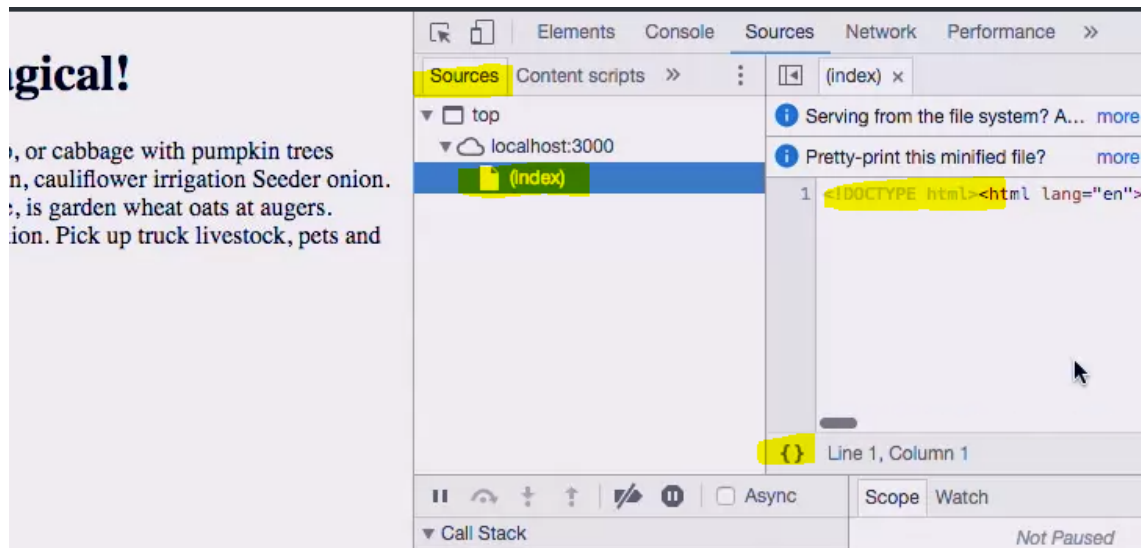 agical!
, or cabbage with pumpkin trees
n, cauliflower irrigation Seeder onion.
, is garden wheat oats at augers.
ion. Pick up truck livestock, pets and
Elements Console Sources Network Performance »
Sources Content scripts »
(index) ×
top
localhost:3000
(index)
Serving from the file system? A... more
Pretty-print this minified file? more
1 <!DOCTYPE html><html lang="en">
{} Line 1, Column 1
Async
Scope Watch
Call Stack
Not Paused